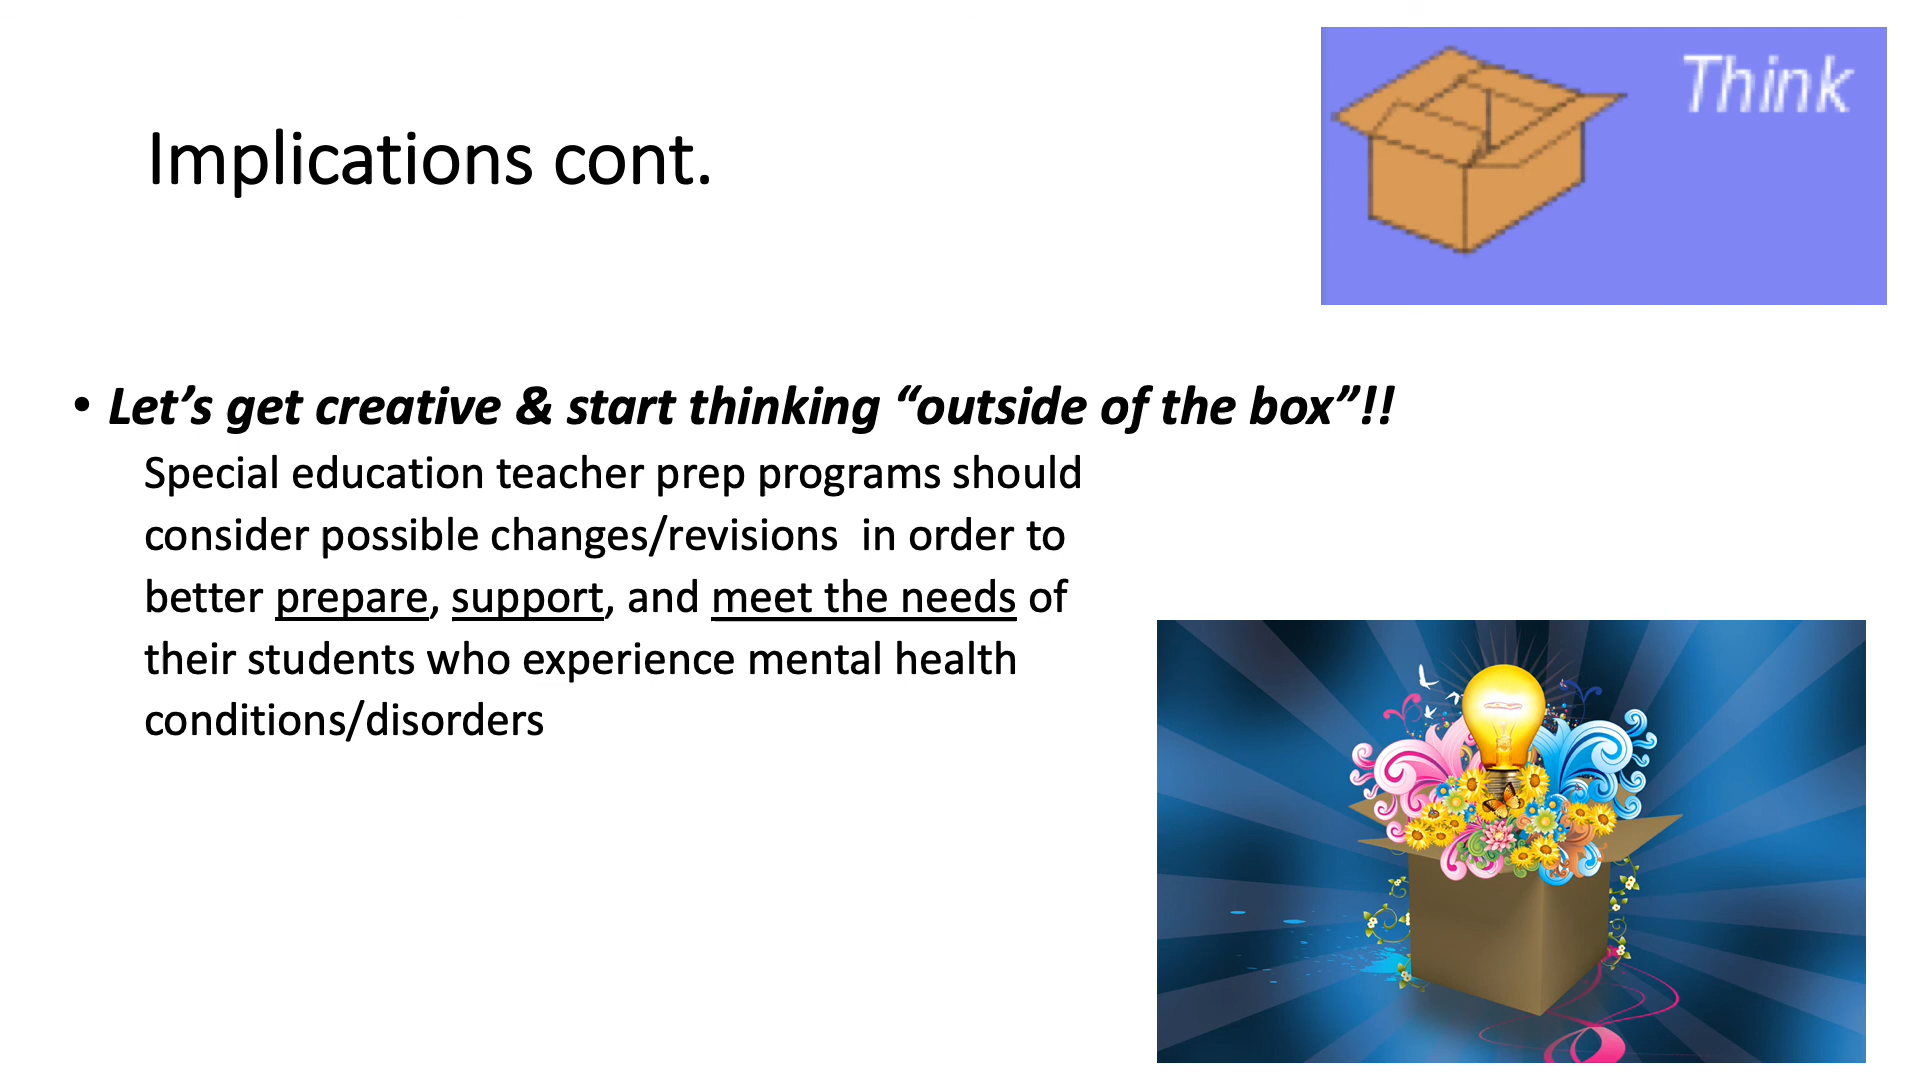 Think
Implications cont.
• Let’s get creative & start thinking “outside of the box”!!
Special education teacher prep programs should
consider possible changes/revisions  in order to
better prepare, support, and meet the needs of
their students who experience mental health
conditions/disorders